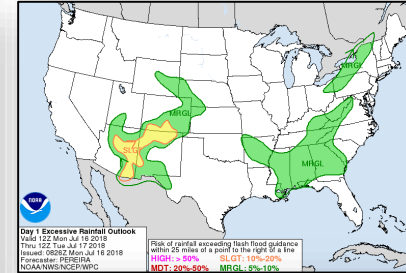 MRGL
MRGL
SLGT
MRGL
NOAA
Day 1 Excessive Rainfall Outlook
Valid 12Z Mon Jul 16 2018
Thru 12Z Tue Jul 17 2018
Issued: 0826Z Mon Jul 16 2018
Forecaster: PEREIRA
NOAA/NWS/NCEP/WPC
Risk of rainfall exceeding flash flood guidance
within 25 miles of a point to the right of a line
HIGH: > 50% SLGT: 10%-20%
MDT: 20%-50% MRGL: 5%-10%